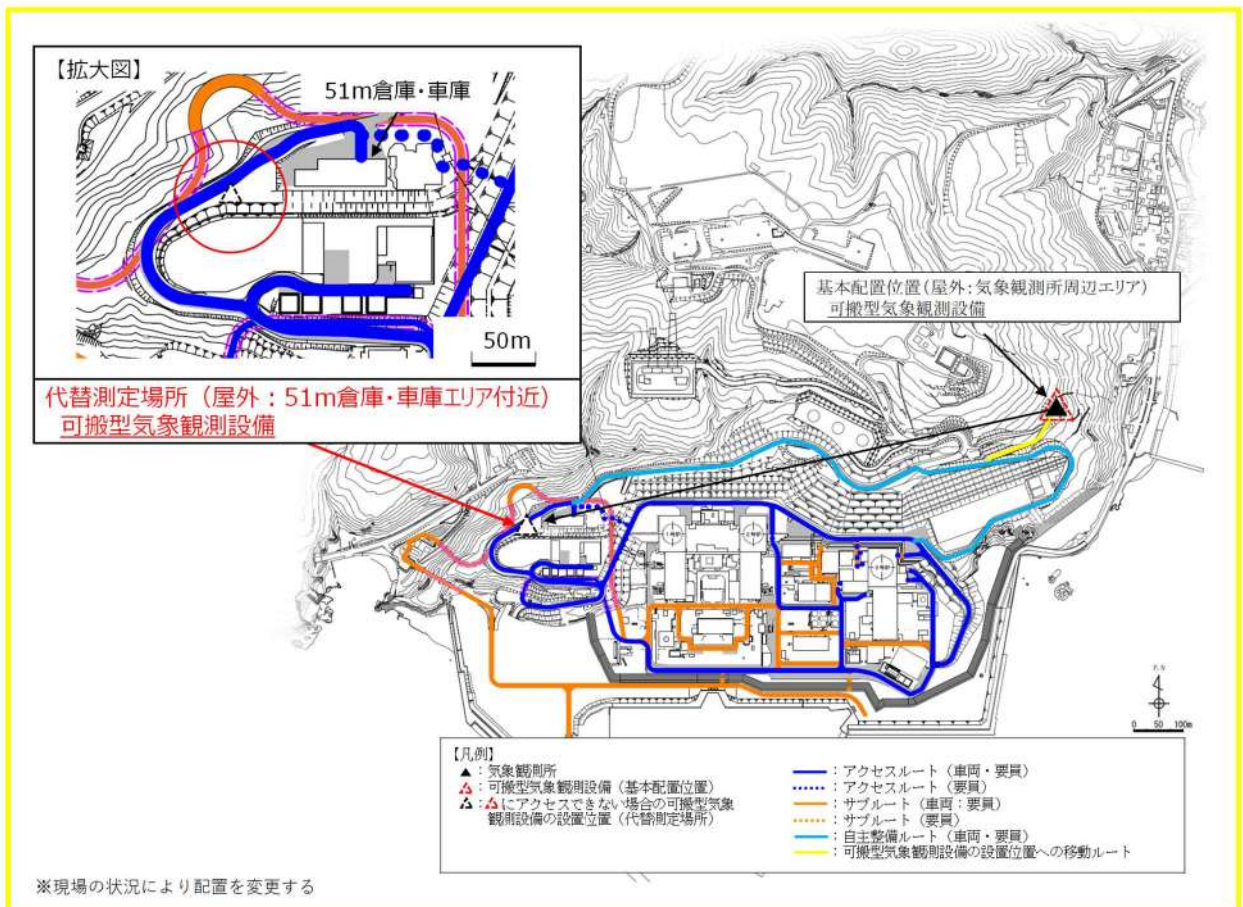 【拡大図】
51m倉庫・車庫
50m
代替測定場所（屋外：51m倉庫・車庫エリア付近）
可搬型気象観測設備
基本配置位置(屋外:気象観測所周辺エリア)
可搬型気象観測設備
P.N
0 50 100m
【凡例】
▲：気象観測所
：可搬型気象観測設備（基本配置位置）
：にアクセスできない場合の可搬型気象
観測設備の設置位置（代替測定場所）
：アクセスルート（車両・要員）
：アクセスルート（要員）
：サブルート（車両：要員）
：サブルート（要員）
：自主整備ルート（車両・要員）
：可搬型気象観測設備の設置位置への移動ルート
※現場の状況により配置を変更する